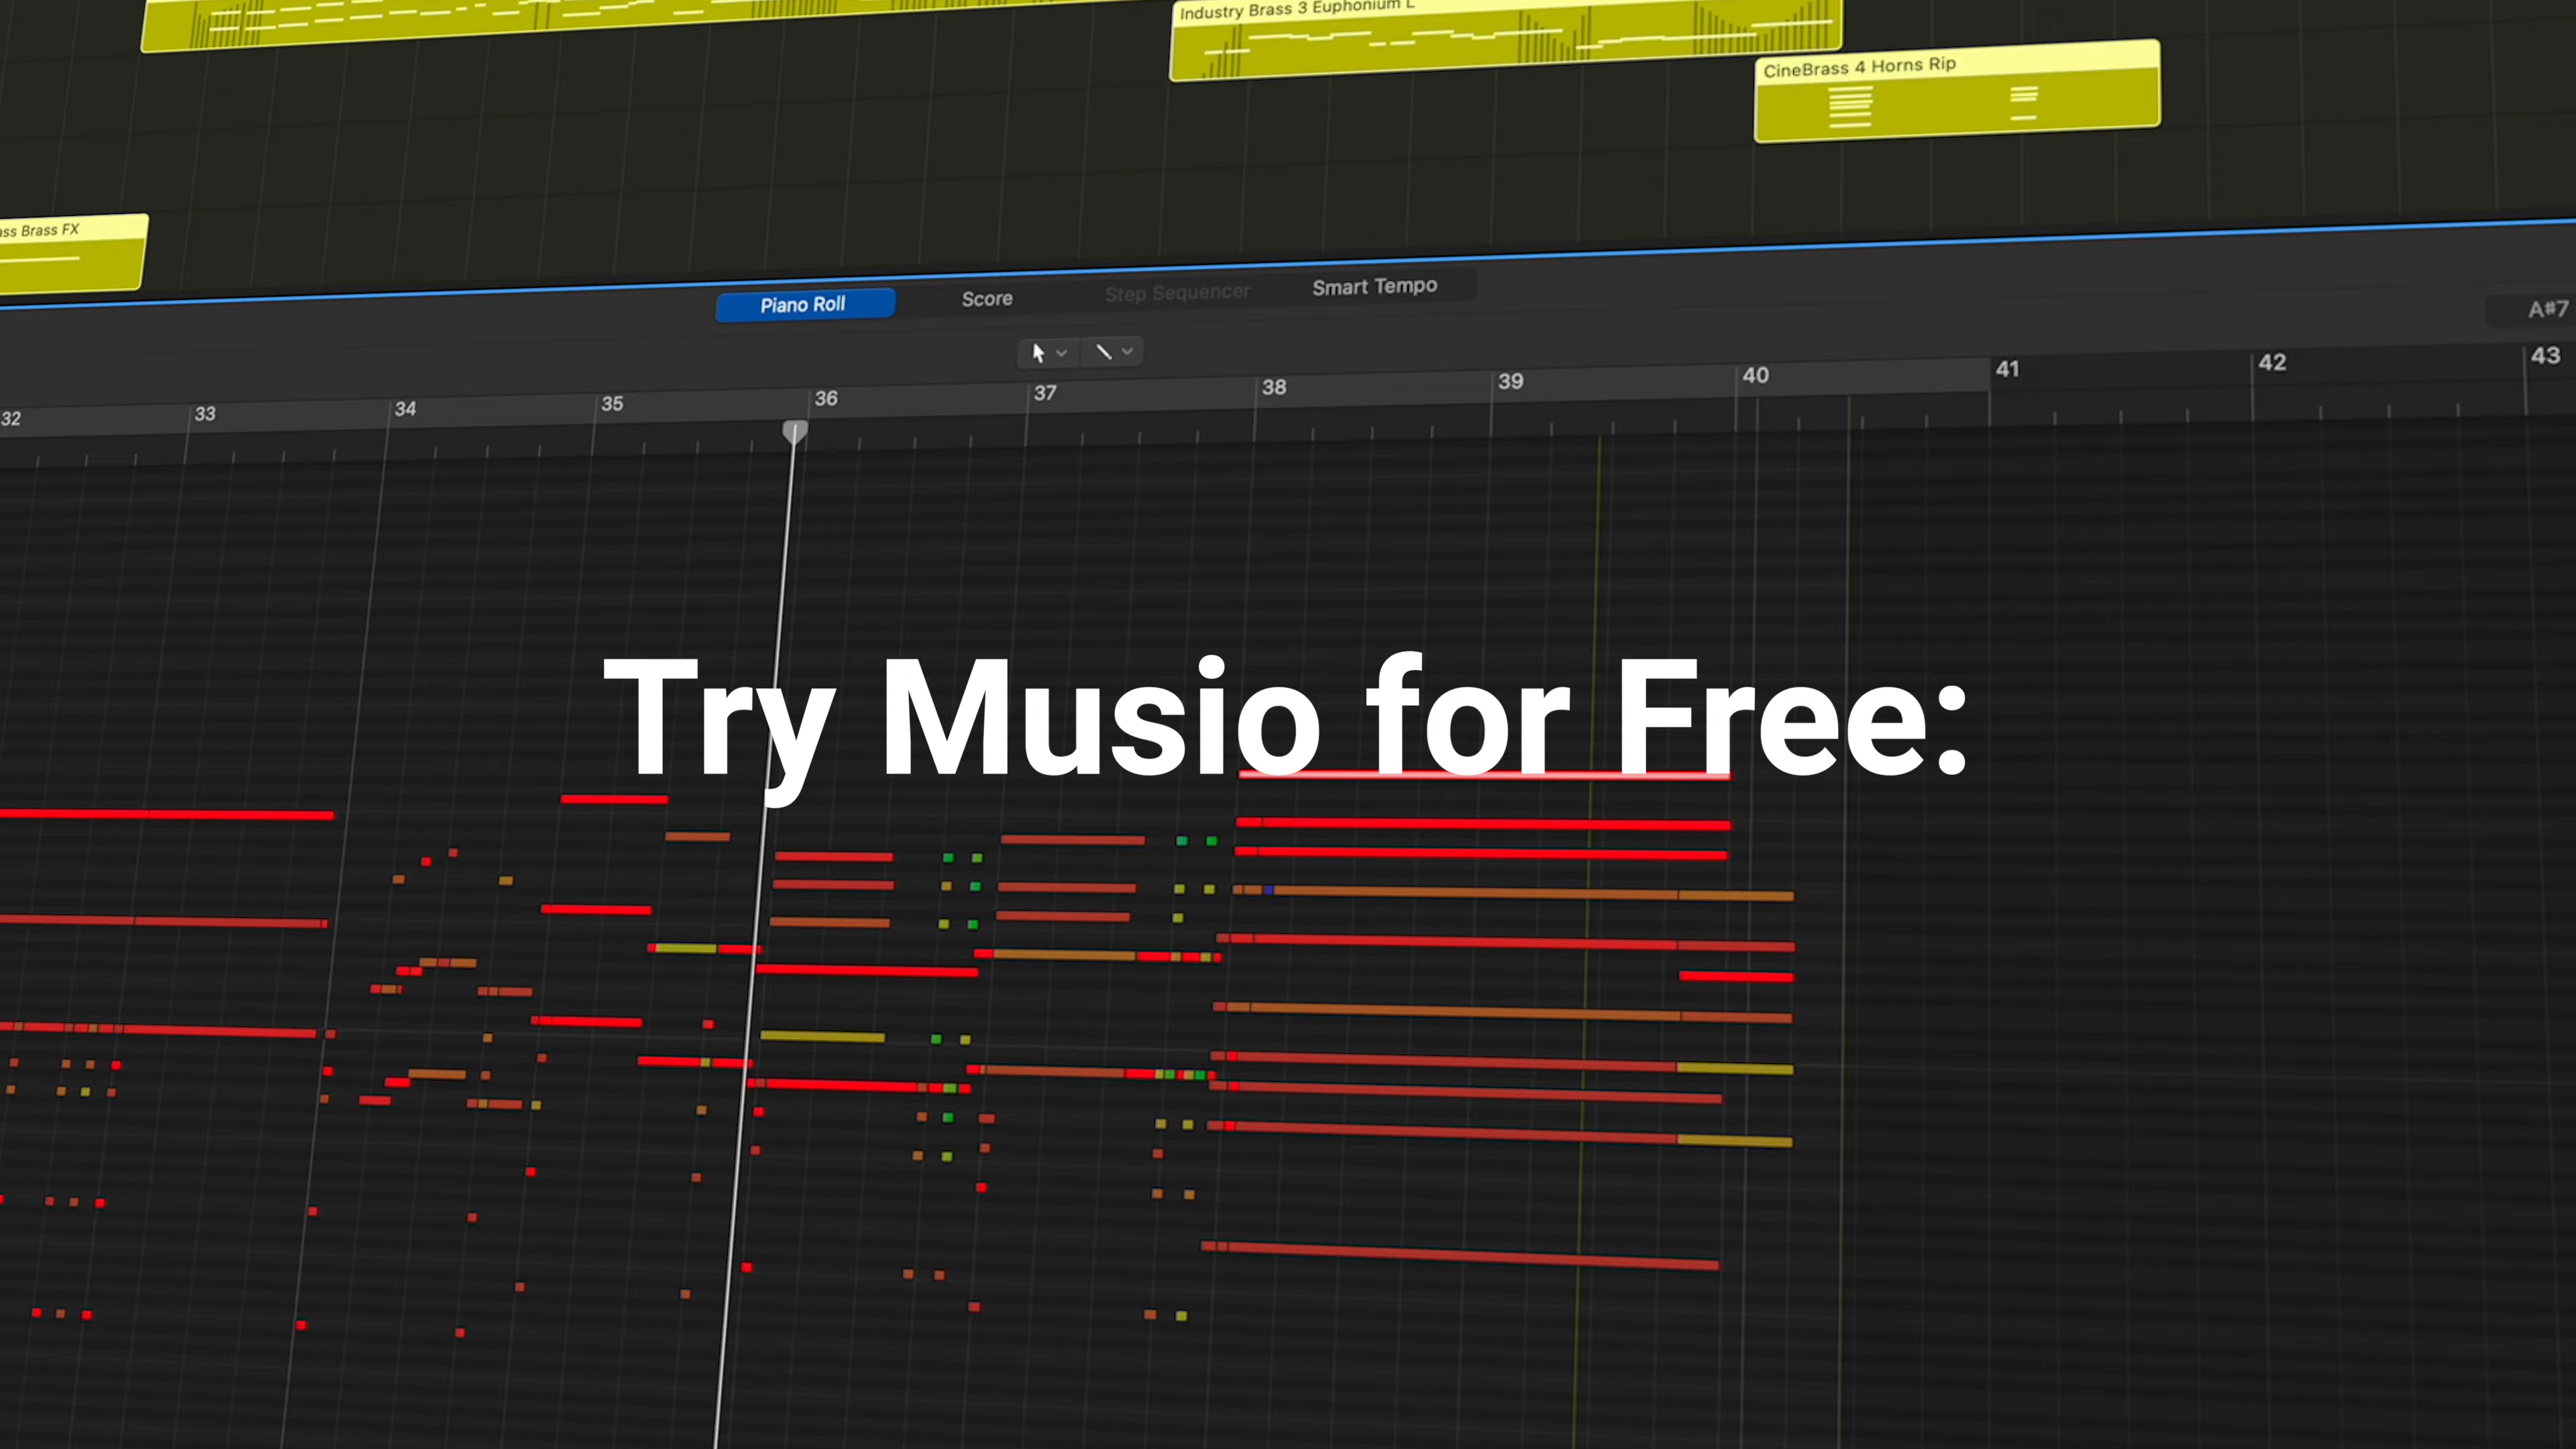 Industry Brass 3 Euphonium L
CineBrass 4 Horns Rip
ass Brass FX
Piano Roll
Score
Step Sequencer
Smart Tempo
A#7
32
33
34
35
36
37
38
39
40
41
42
43
Try Musio for Free: